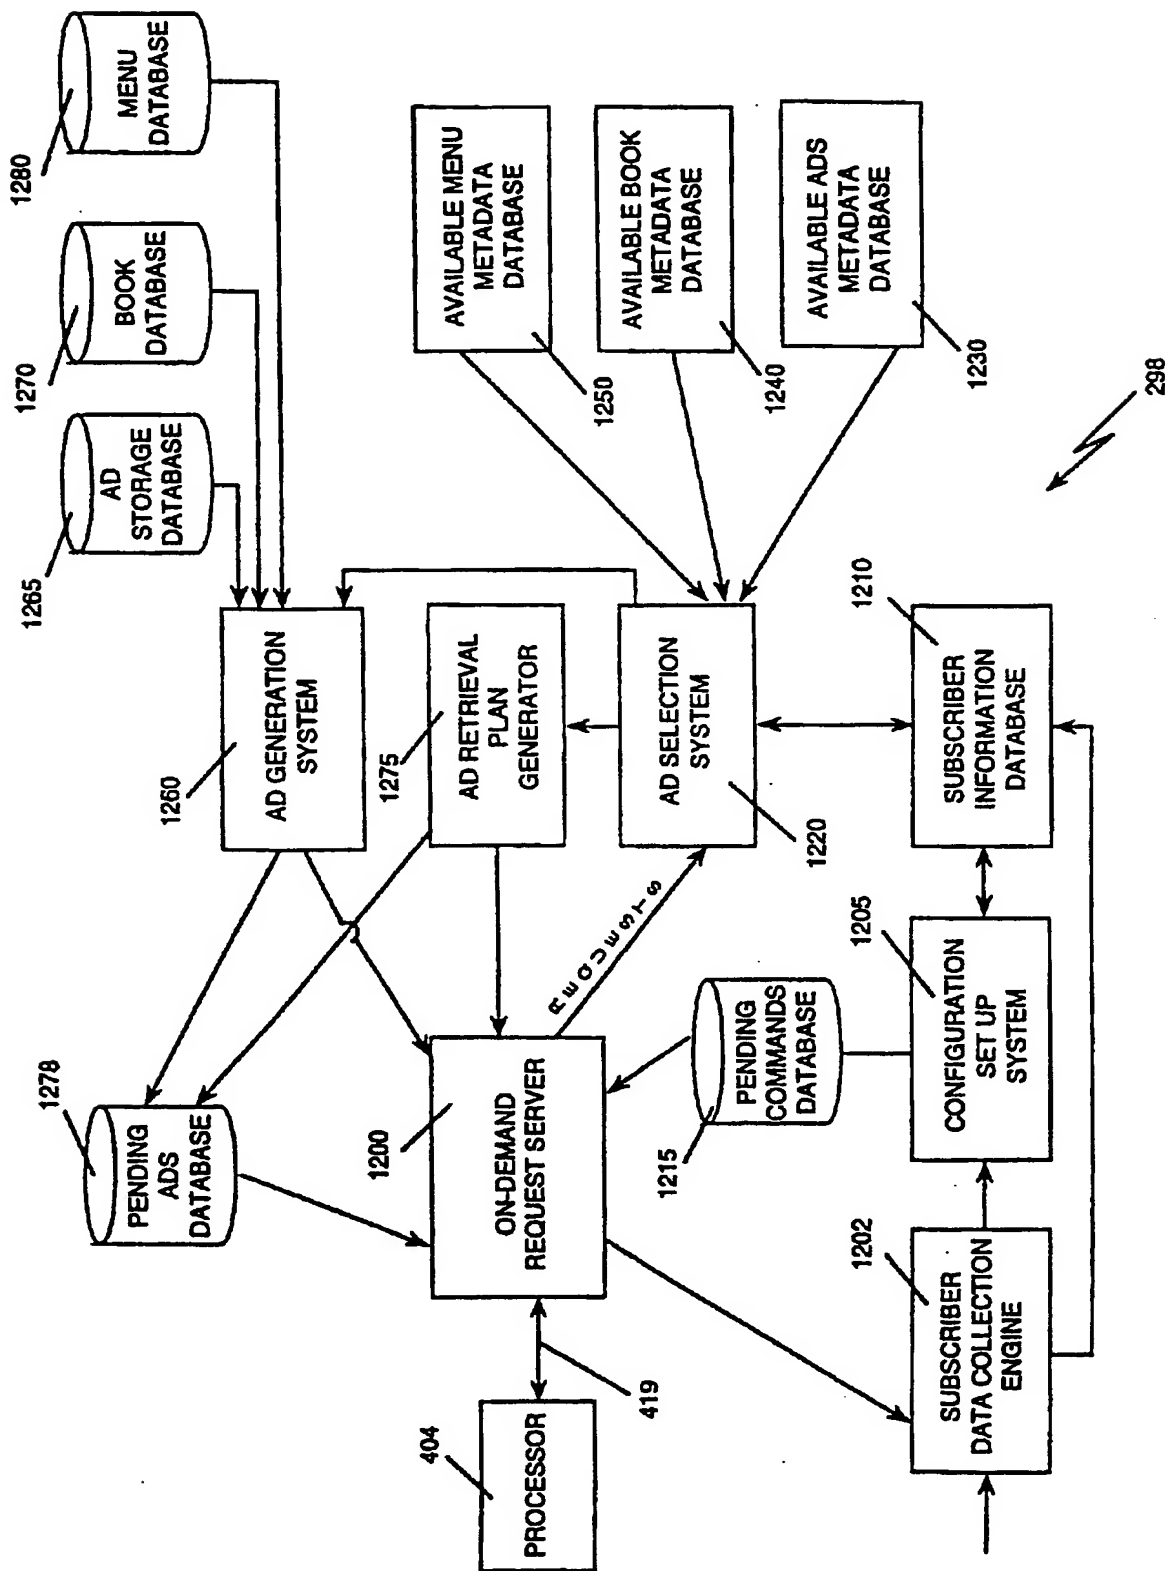 1280
MENU
DATABASE
1270
BOOK
DATABASE
1265
AD
STORAGE
DATABASE
1260
AD GENERATION
SYSTEM
1275
AD RETRIEVAL
PLAN
GENERATOR
AD SELECTION
SYSTEM
1220
AVAILABLE MENU
METADATA
DATABASE
1250
AVAILABLE BOOK
METADATA
DATABASE
1240
AVAILABLE ADS
METADATA
DATABASE
1230
298
1278
PENDING
ADS
DATABASE
1200
ON-DEMAND
REQUEST SERVER
REQUESTS
404
PROCESSOR
419
PENDING
COMMANDS
DATABASE
1215
1210
SUBSCRIBER
INFORMATION
DATABASE
1205
CONFIGURATION
SET UP
SYSTEM
1202
SUBSCRIBER
DATA COLLECTION
ENGINE